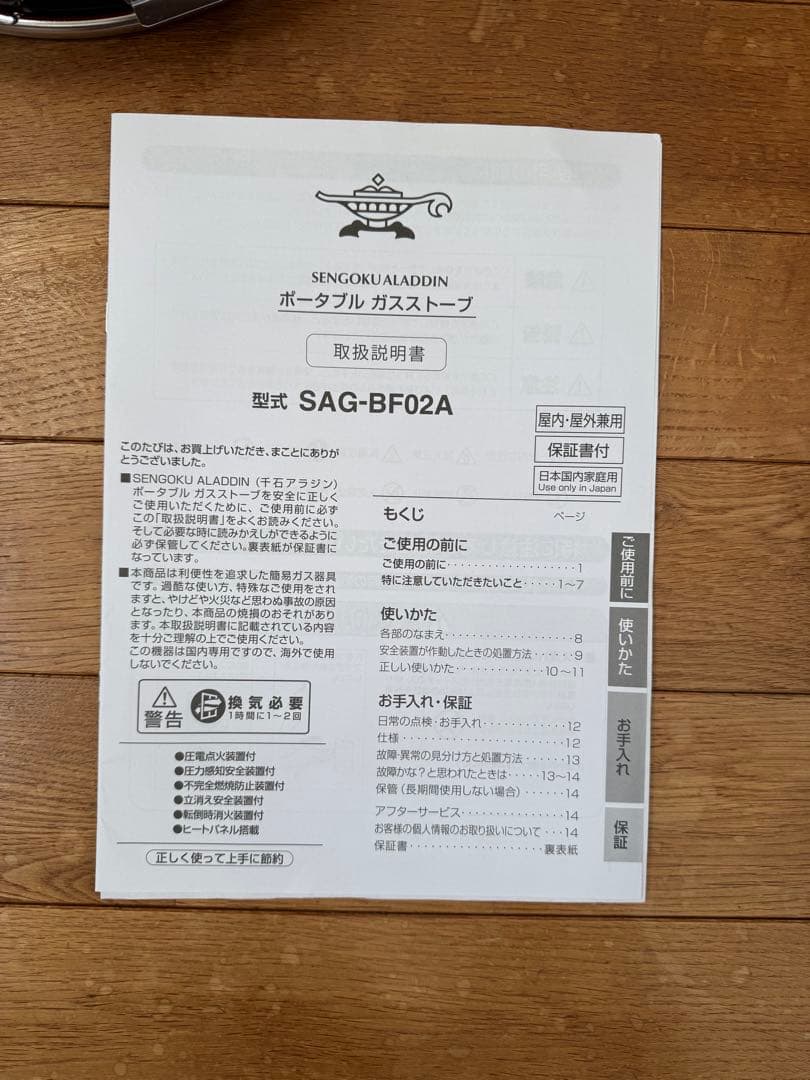 SENGOKU ALADDIN
ポータブル ガスストーブ
取扱説明書
型式 SAG-BF02A
屋内・屋外兼用
保証書付
日本国内家庭用
Use only in Japan
このたびは、お買上げいただき、まことにありが
とうございました。
■SENGOKU ALADDIN（千石アラジン）
ポータブル ガスストーブを安全に正しく
ご使用いただくために、ご使用前に必ず
この「取扱説明書」をよくお読みください。
そして必要な時に読みかえしができるように
必ず保管してください。裏表紙が保証書に
なっています。
■本商品は利便性を追求した簡易ガス器具
です。過酷な使い方、特殊なご使用をされ
ますと、やけどや火災など思わぬ事故の原因
となったり、本商品の焼損のおそれがあり
ます。本取扱説明書に記載されている内容
を十分ご理解の上でご使用ください。
この機器は国内専用ですので、海外で使用
しないでください。
警告
換気必要
1時間に1〜2回
●圧電点火装置付
●圧力感知安全装置付
●不完全燃焼防止装置付
●立消え安全装置付
●転倒時消火装置付
●ヒートパネル搭載
正しく使って上手に節約
もくじ ページ
ご使用の前に
ご使用の前に・・・・・・・・・・・・・・・・・・1
特に注意していただきたいこと・・・・・1〜7
使いかた
各部のなまえ・・・・・・・・・・・・・・・・・・8
安全装置が作動したときの処置方法・・・・・9
正しい使いかた・・・・・・・・・・・・・10〜11
お手入れ・保証
日常の点検・お手入れ・・・・・・・・・・・・12
仕様・・・・・・・・・・・・・・・・・・・・・・・12
故障・異常の見分け方と処置方法・・・・・13
故障かな？と思われたときは・・・・13〜14
保管（長期間使用しない場合）・・・・・・14
アフターサービス・・・・・・・・・・・・・・14
お客様の個人情報のお取り扱いについて・・・14
保証書・・・・・・・・・・・・・・・・・・・裏表紙
ご使用前に
使いかた
お手入れ
保証